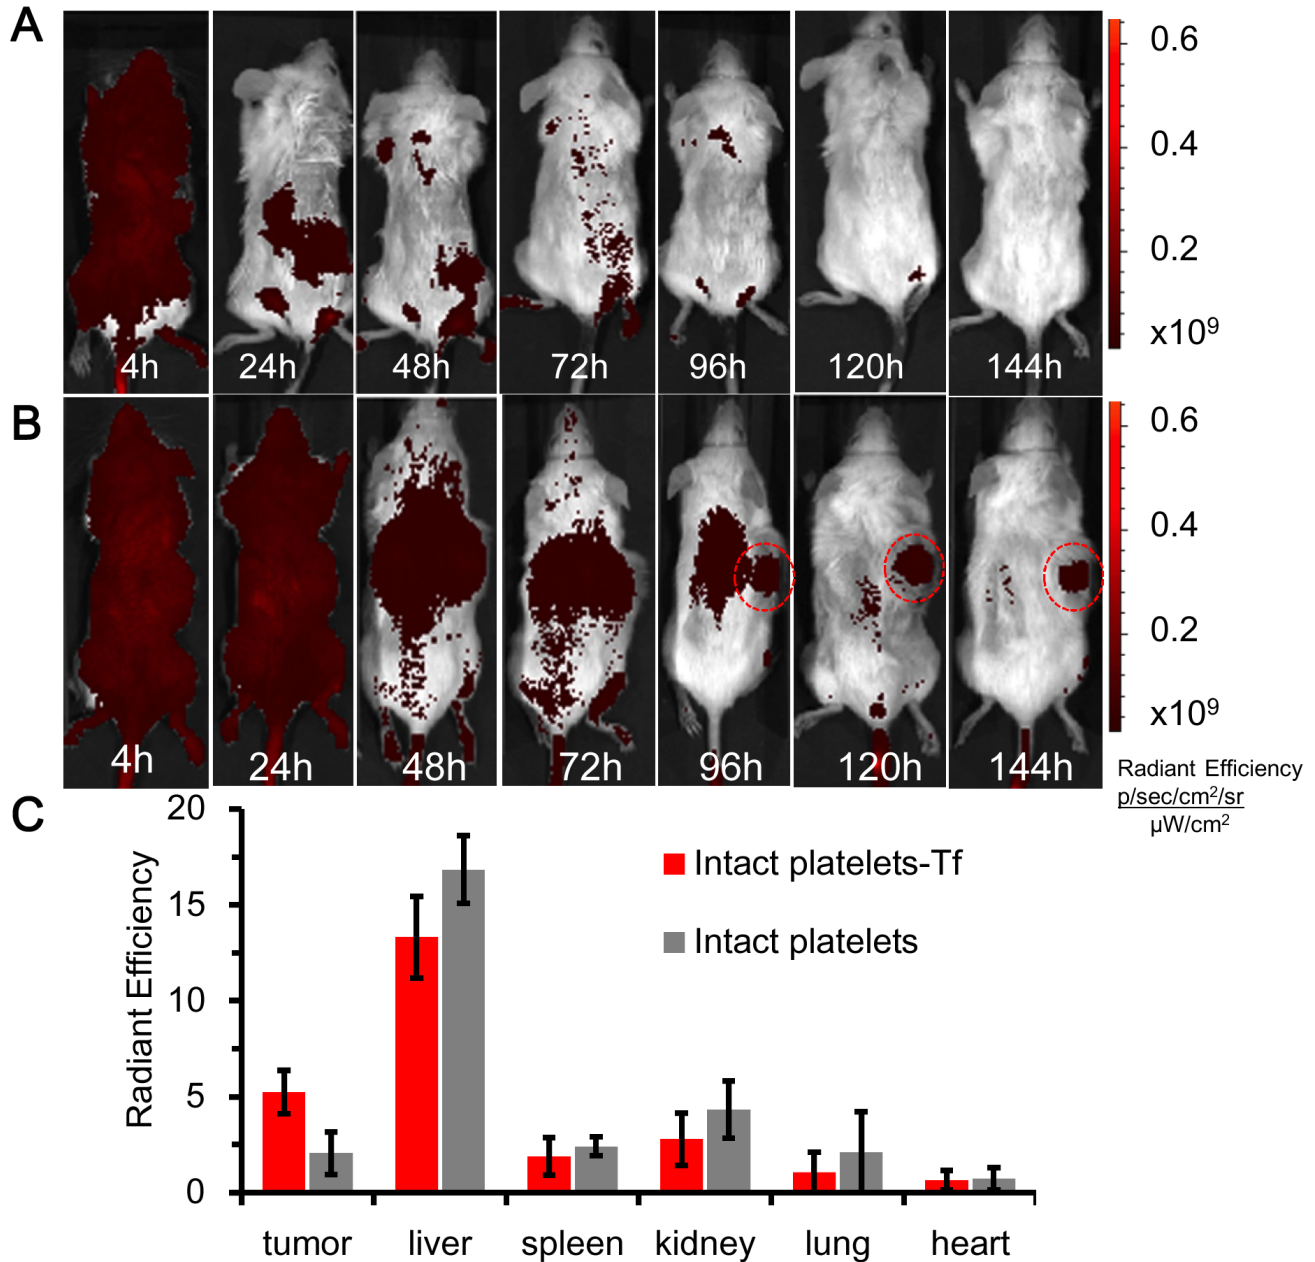 A
4h 24h 48h 72h 96h 120h 144h
0.6
0.4
0.2
x10⁹
B
4h 24h 48h 72h 96h 120h 144h
0.6
0.4
0.2
x10⁹
Radiant Efficiency
p/sec/cm²/sr
µW/cm²
C
Radiant Efficiency
20
15
10
5
0
Intact platelets-Tf
Intact platelets
tumor liver spleen kidney lung heart